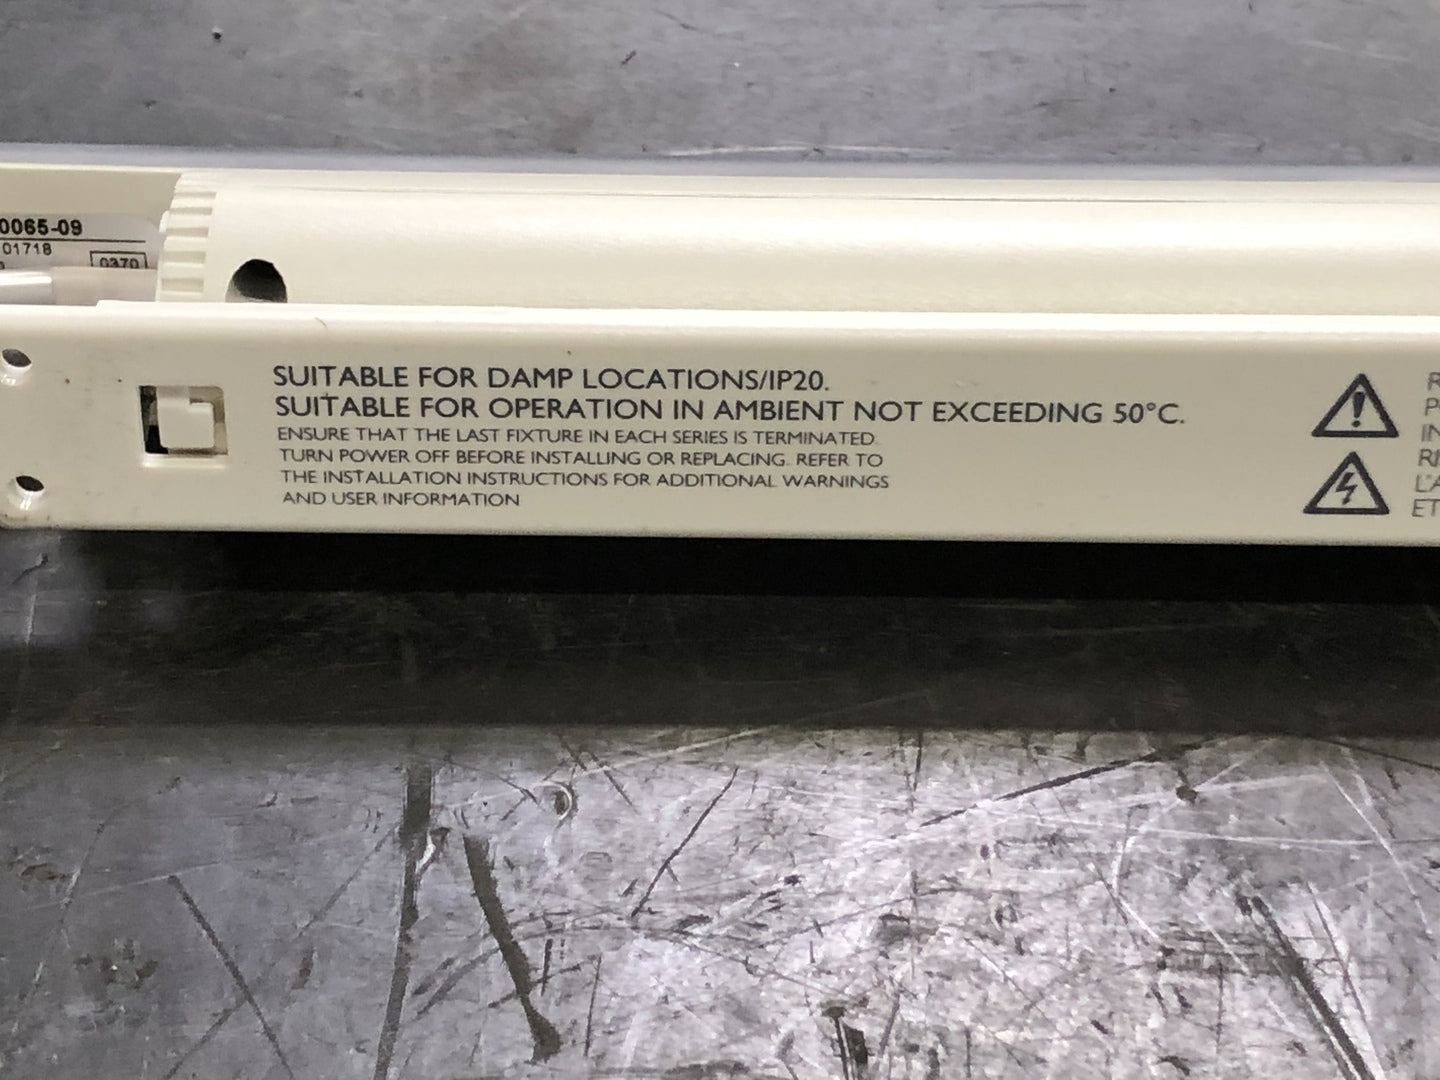 0065-09
01718
0370
SUITABLE FOR DAMP LOCATIONS/IP20.
SUITABLE FOR OPERATION IN AMBIENT NOT EXCEEDING 50°C.
ENSURE THAT THE LAST FIXTURE IN EACH SERIES IS TERMINATED.
TURN POWER OFF BEFORE INSTALLING OR REPLACING. REFER TO
THE INSTALLATION INSTRUCTIONS FOR ADDITIONAL WARNINGS
AND USER INFORMATION
ET